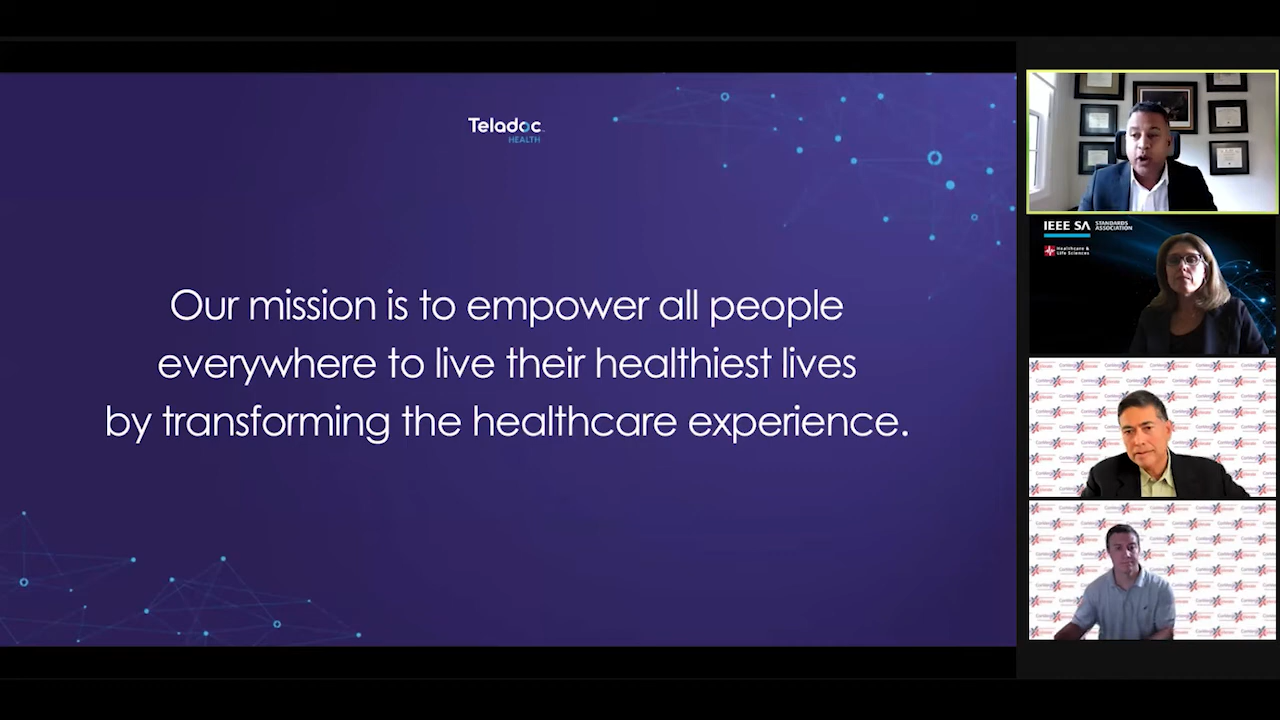 Teladoc
HEALTH
Our mission is to empower all people
everywhere to live their healthiest lives
by transforming the healthcare experience.
IEEE SA STANDARDS
ASSOCIATION
Healthcare &
Life Sciences